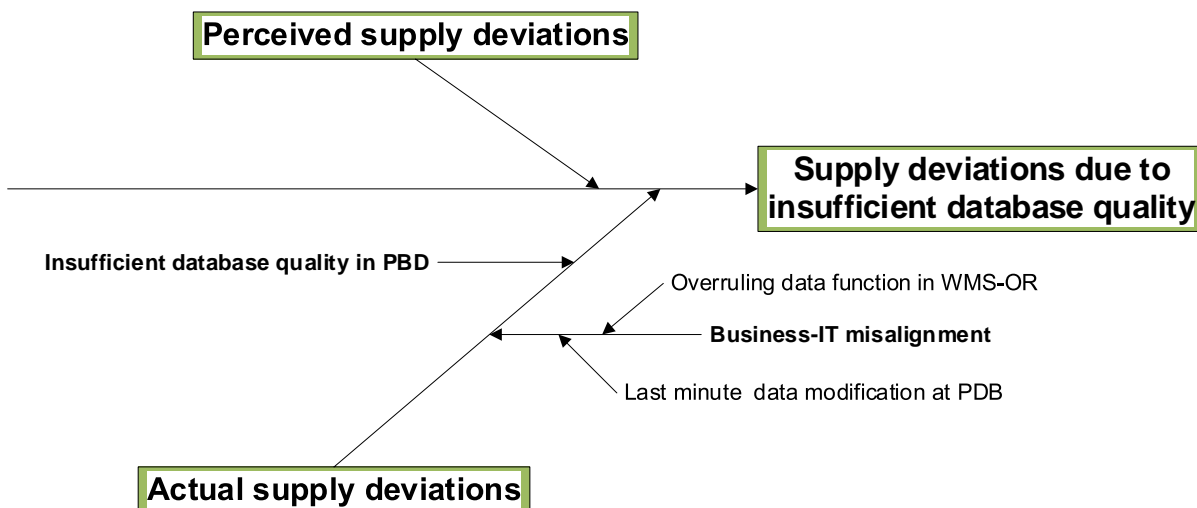 Perceived supply deviations
Supply deviations due to
insufficient database quality
Insufficient database quality in PBD
Overruling data function in WMS-OR
Business-IT misalignment
Last minute data modification at PDB
Actual supply deviations